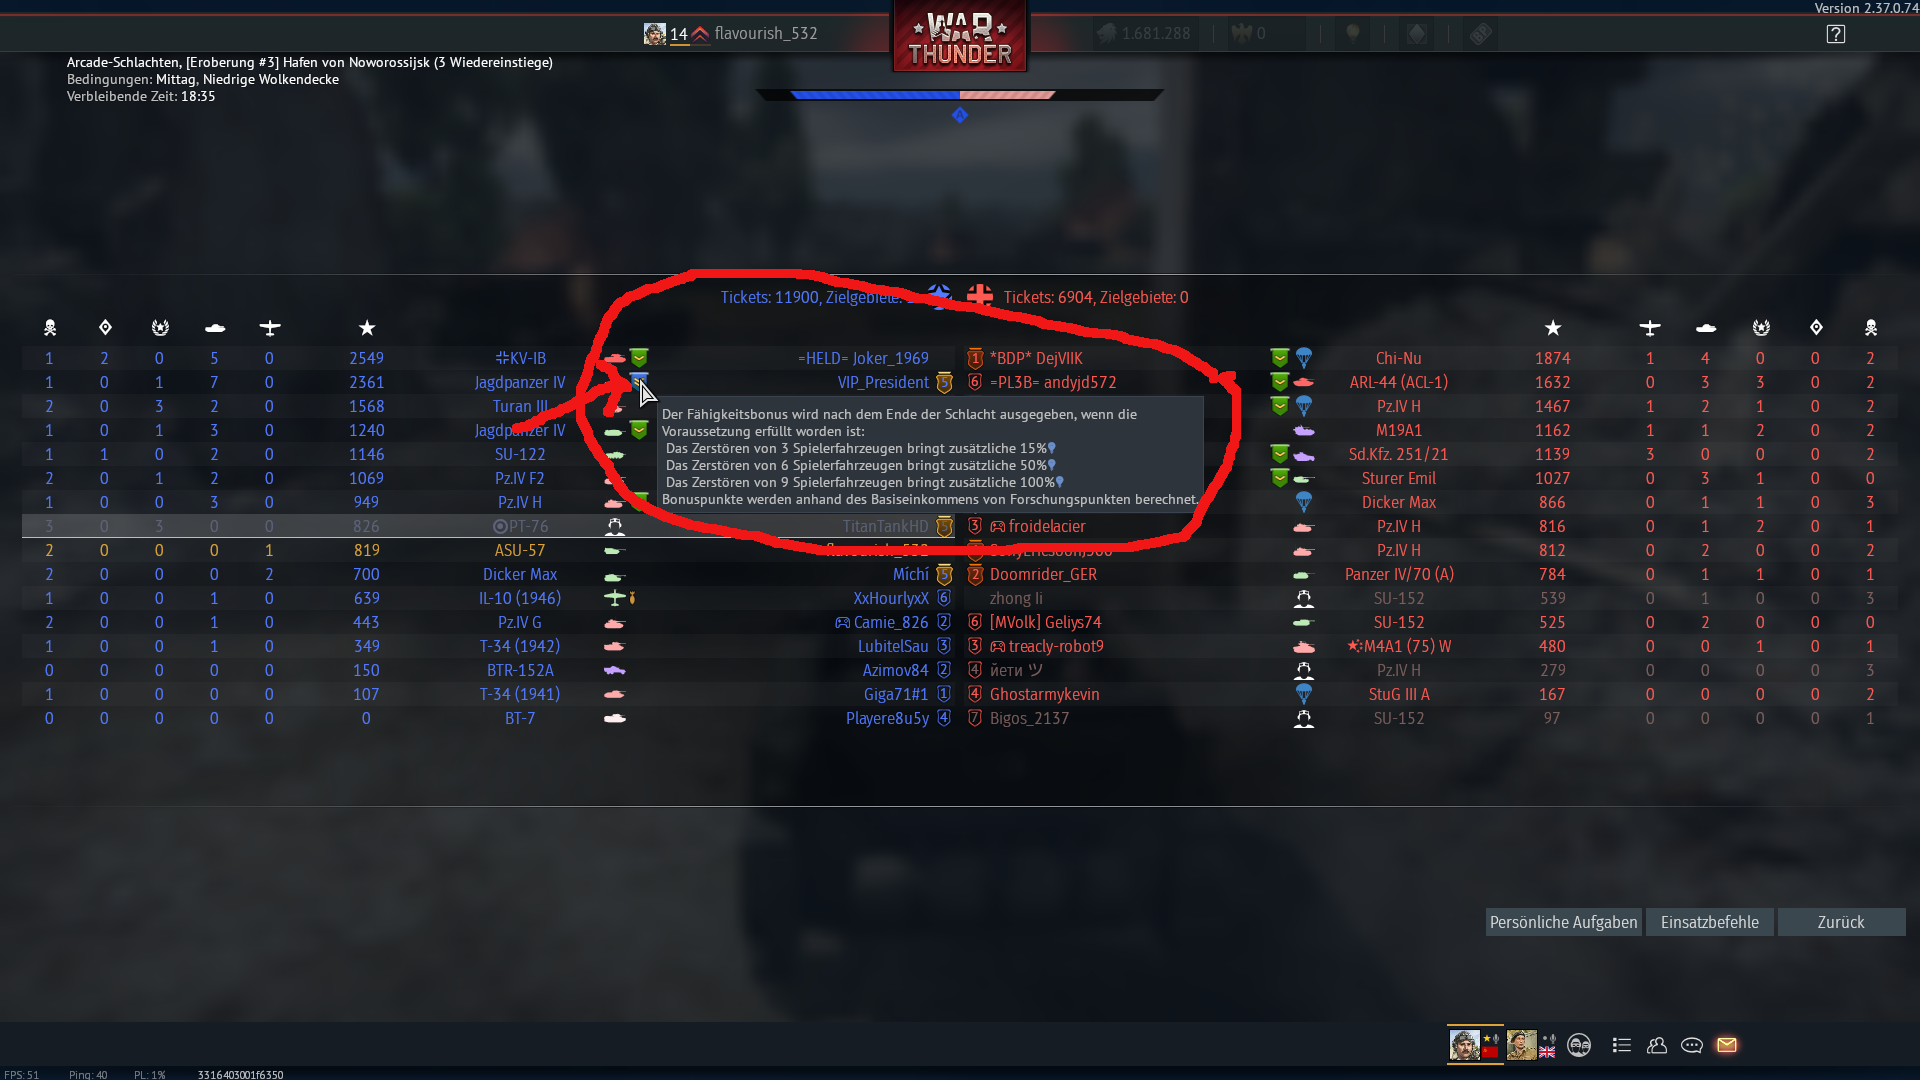 Version 2.37.0.74
14 flavourish_532
WAR THUNDER
1.681.288
0
Arcade-Schlachten, [Eroberung #3] Hafen von Noworossijsk (3 Wiedereinstiege)
Bedingungen: Mittag, Niedrige Wolkendecke
Verbleibende Zeit: 18:35
A
Tickets: 11900, Zielgebiete:
Tickets: 6904, Zielgebiete: 0
1 2 0 5 0 2549 KV-IB =HELD= Joker_1969 1 *BDP* DejVIIK Chi-Nu 1874 1 4 0 0 2
1 0 1 7 0 2361 Jagdpanzer IV VIP_President 5 6 =PL3B= andyjd572 ARL-44 (ACL-1) 1632 0 3 3 0 2
2 0 3 2 0 1568 Turan III Pz.IV H 1467 1 2 1 0 2
1 0 1 3 0 1240 Jagdpanzer IV M19A1 1162 1 1 2 0 2
1 1 0 2 0 1146 SU-122 Sd.Kfz. 251/21 1139 3 0 0 0 2
2 0 1 2 0 1069 Pz.IV F2 Sturer Emil 1027 0 3 1 0 0
1 0 0 3 0 949 Pz.IV H Dicker Max 866 0 1 1 0 3
Der Fähigkeitsbonus wird nach dem Ende der Schlacht ausgegeben, wenn die
Voraussetzung erfüllt worden ist:
Das Zerstören von 3 Spielerfahrzeugen bringt zusätzliche 15%
Das Zerstören von 6 Spielerfahrzeugen bringt zusätzliche 50%
Das Zerstören von 9 Spielerfahrzeugen bringt zusätzliche 100%
Bonuspunkte werden anhand des Basiseinkommens von Forschungspunkten berechnet.
3 0 3 0 0 826 PT-76 TitanTankHD 5 3 froidelacier Pz.IV H 816 0 1 1 0 2
2 0 0 0 1 819 ASU-57 flavourish_532 Pz.IV H 812 0 2 0 0 2
2 0 0 0 2 700 Dicker Max Míchí 5 2 Doomrider_GER Panzer IV/70 (A) 784 0 1 1 0 1
1 0 0 1 0 639 IL-10 (1946) XxHourlyxX 6 zhong li SU-152 539 0 1 0 0 3
2 0 0 1 0 443 Pz.IV G Camie_826 2 6 [MVolk] Geliys74 SU-152 525 0 2 0 0 0
1 0 0 1 0 349 T-34 (1942) LubitelSau 3 3 treacly-robot9 M4A1 (75) W 480 0 0 1 0 1
0 0 0 0 0 150 BTR-152A Azimov84 2 4 йети ツ Pz.IV H 279 0 0 0 0 3
1 0 0 0 0 107 T-34 (1941) Giga71#1 1 4 Ghostarmykevin StuG III A 167 0 0 0 0 2
0 0 0 0 0 0 BT-7 Playere8u5y 4 7 Bigos_2137 SU-152 97 0 0 0 0 1
Persönliche Aufgaben Einsatzbefehle Zurück
FPS: 51 Ping: 40 PL: 1% 3316403001f6350